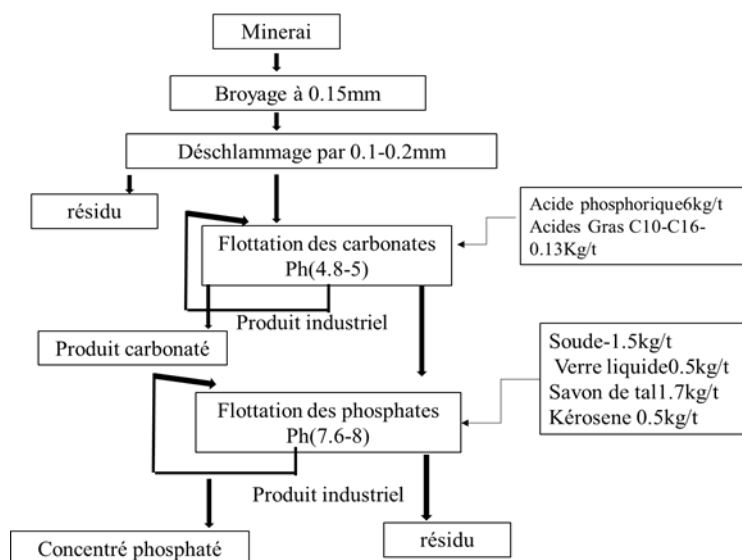 Minerai
Broyage à 0.15mm
Déschlammage par 0.1-0.2mm
résidu
Acide phosphorique6kg/t
Acides Gras C10-C16-
0.13Kg/t
Flottation des carbonates
Ph(4.8-5)
Produit industriel
Produit carbonaté
Soude-1.5kg/t
Verre liquide0.5kg/t
Savon de tal1.7kg/t
Kérosene 0.5kg/t
Flottation des phosphates
Ph(7.6-8)
Produit industriel
résidu
Concentré phosphaté